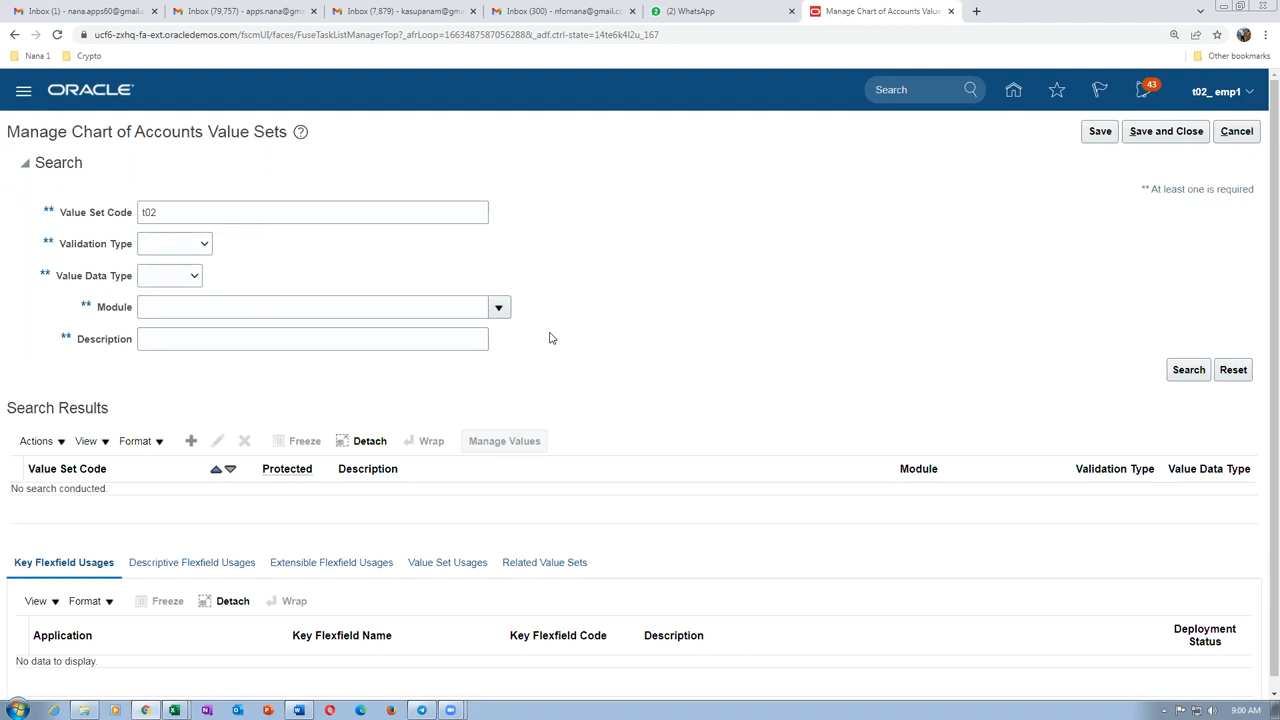 Inbox (1) - nana.apps60@gmail.c
Inbox (79,757) - apps.nana@gma
Inbox (7,879) - kasupanam@gma
Inbox (300) - nfornana@gmail.co
(2) WhatsApp
Manage Chart of Accounts Value
ucf6-zxhq-fa-ext.oracledemos.com/fscmUI/faces/FuseTaskListManagerTop?_afrLoop=16634875870562888&_adf.ctrl-state=14te6k4l2u_167
Nana 1
Crypto
Other bookmarks
ORACLE
Search
43
t02_ emp1
Manage Chart of Accounts Value Sets
Save
Save and Close
Cancel
Search
** At least one is required
** Value Set Code t02
** Validation Type
** Value Data Type
** Module
** Description
Search
Reset
Search Results
Actions View Format Freeze Detach Wrap Manage Values
Value Set Code Protected Description Module Validation Type Value Data Type
No search conducted.
Key Flexfield Usages Descriptive Flexfield Usages Extensible Flexfield Usages Value Set Usages Related Value Sets
View Format Freeze Detach Wrap
Application Key Flexfield Name Key Flexfield Code Description Deployment Status
No data to display.
9:00 AM